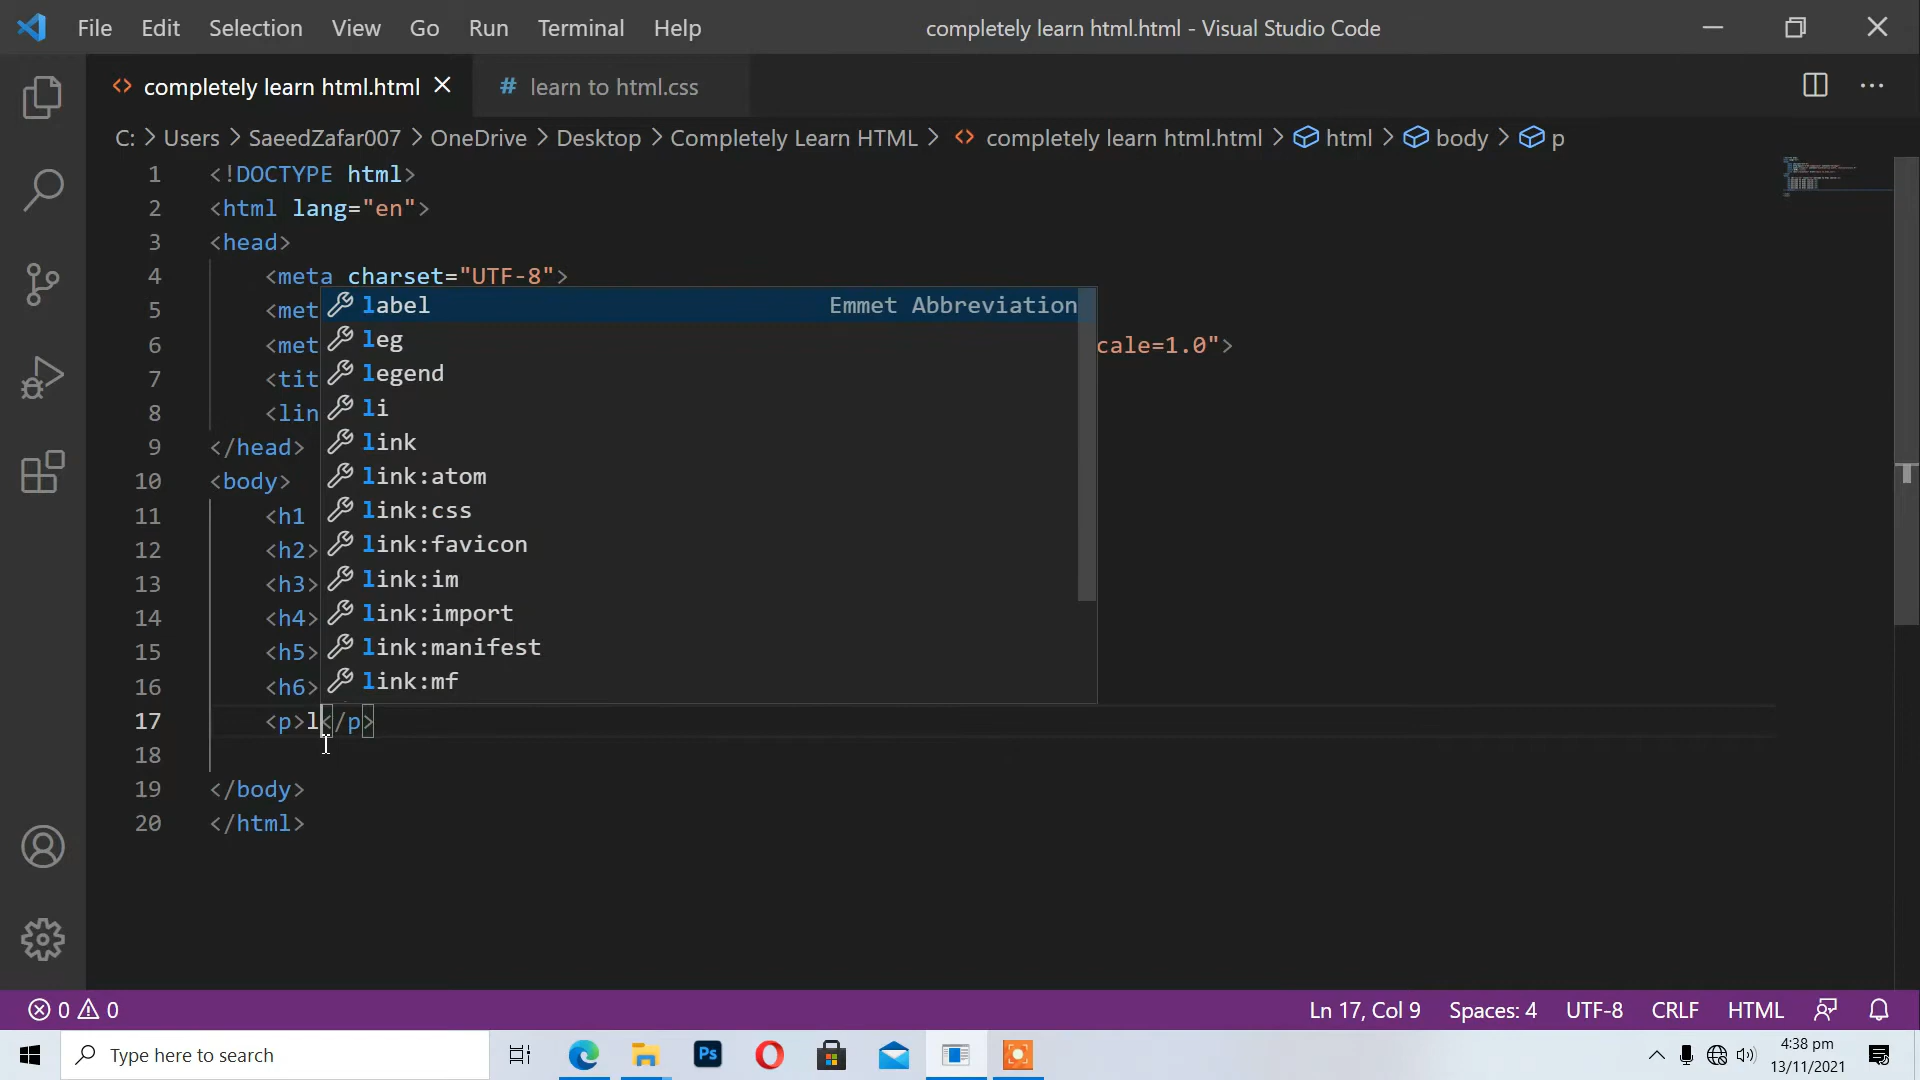 File Edit Selection View Go Run Terminal Help completely learn html.html - Visual Studio Code
<> completely learn html.html # learn to html.css
C: > Users > SaeedZafar007 > OneDrive > Desktop > Completely Learn HTML > <> completely learn html.html > html > body > p
1 <!DOCTYPE html>
2 <html lang="en">
3 <head>
4 <meta charset="UTF-8">
label Emmet Abbreviation
5 <met
leg
6 <met cale=1.0">
legend
7 <tit
li
8 <lin
link
9 </head>
link:atom
10 <body>
link:css
11 <h1
link:favicon
12 <h2>
link:im
13 <h3>
link:import
14 <h4>
link:manifest
15 <h5>
link:mf
16 <h6>
17 <p>l</p>
18
19 </body>
20 </html>
0 0 Ln 17, Col 9 Spaces: 4 UTF-8 CRLF HTML
Type here to search Ps 4:38 pm
13/11/2021